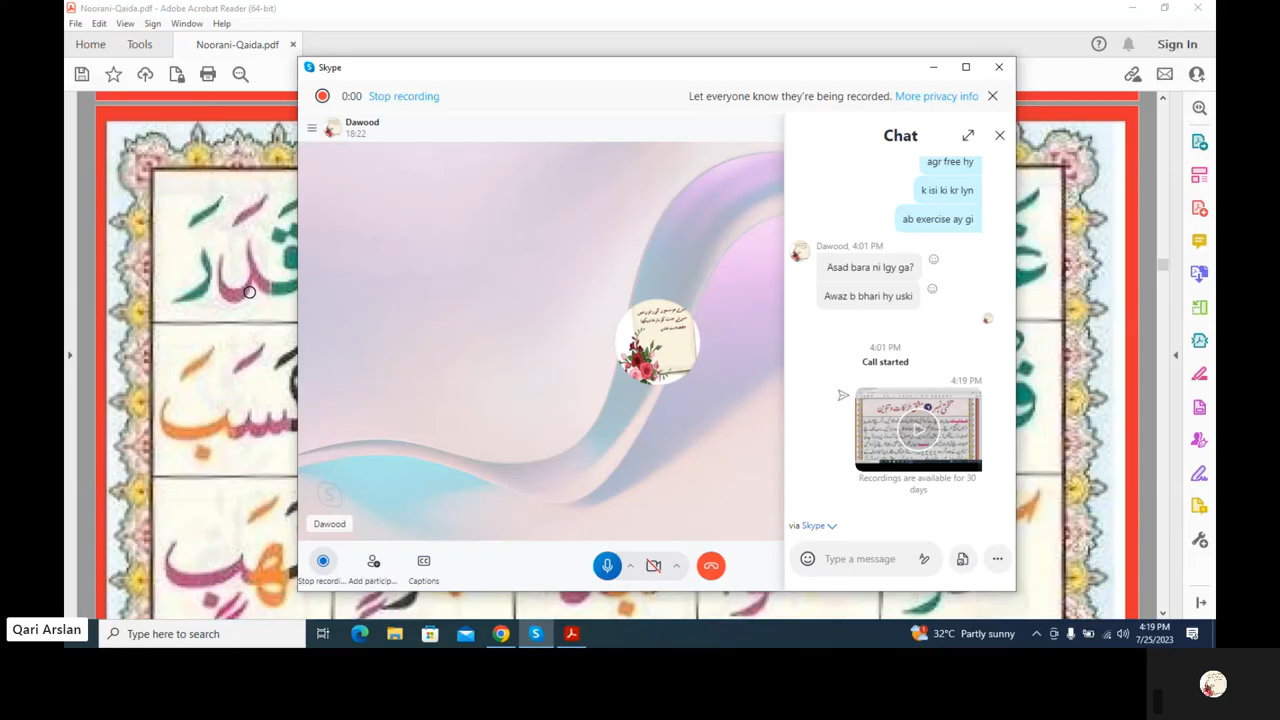 Noorani-Qaida.pdf - Adobe Acrobat Reader (64-bit)
File Edit View Sign Window Help
Home Tools Noorani-Qaida.pdf × Sign In
Skype
0:00 Stop recording Let everyone know they're being recorded. More privacy info
Dawood
18:22
Chat
agr free hy
k isi ki kr lyn
ab exercise ay gi
Dawood, 4:01 PM
Asad bara ni lgy ga?
Awaz b bhari hy uski
4:01 PM
Call started
4:19 PM
Recordings are available for 30
days
Dawood
via Skype
Type a message
Stop recordi... Add particip... Captions
Qari Arslan
Type here to search
32°C Partly sunny
4:19 PM
7/25/2023